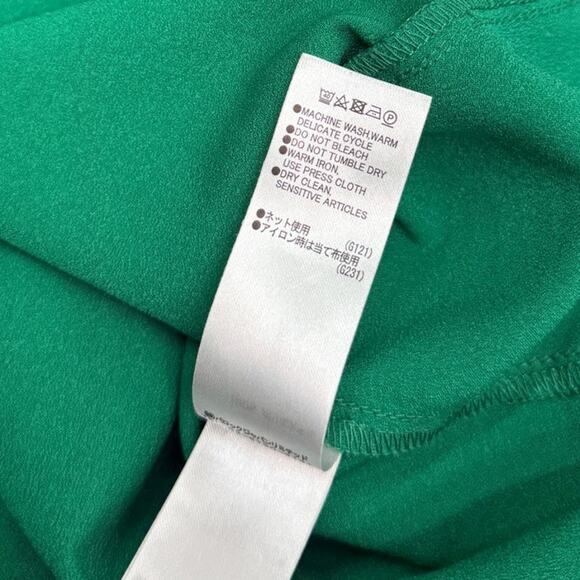 40 P
●MACHINE WASH,WARM
DELICATE CYCLE
●DO NOT BLEACH
●DO NOT TUMBLE DRY
●WARM IRON,
USE PRESS CLOTH
●DRY CLEAN,
SENSITIVE ARTICLES
●ネット使用 (G121)
●アイロン時は当て布使用
(G231)